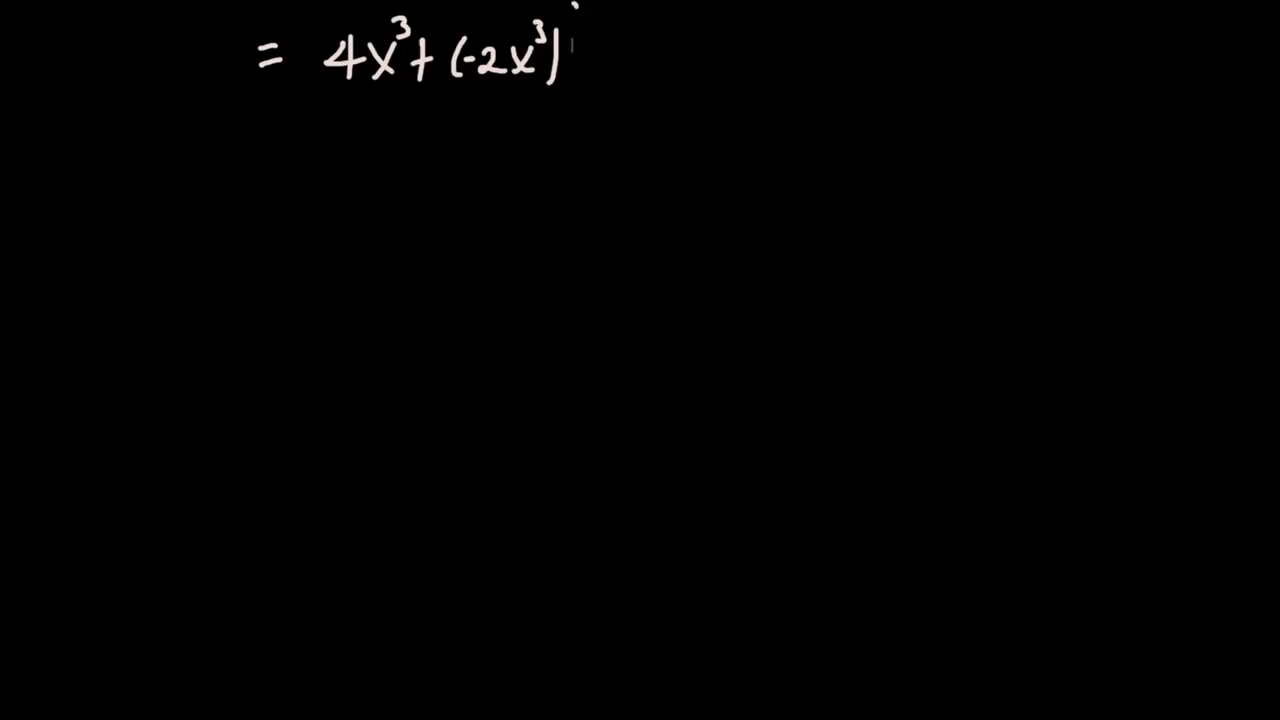 = 4x³ + (-2x³)